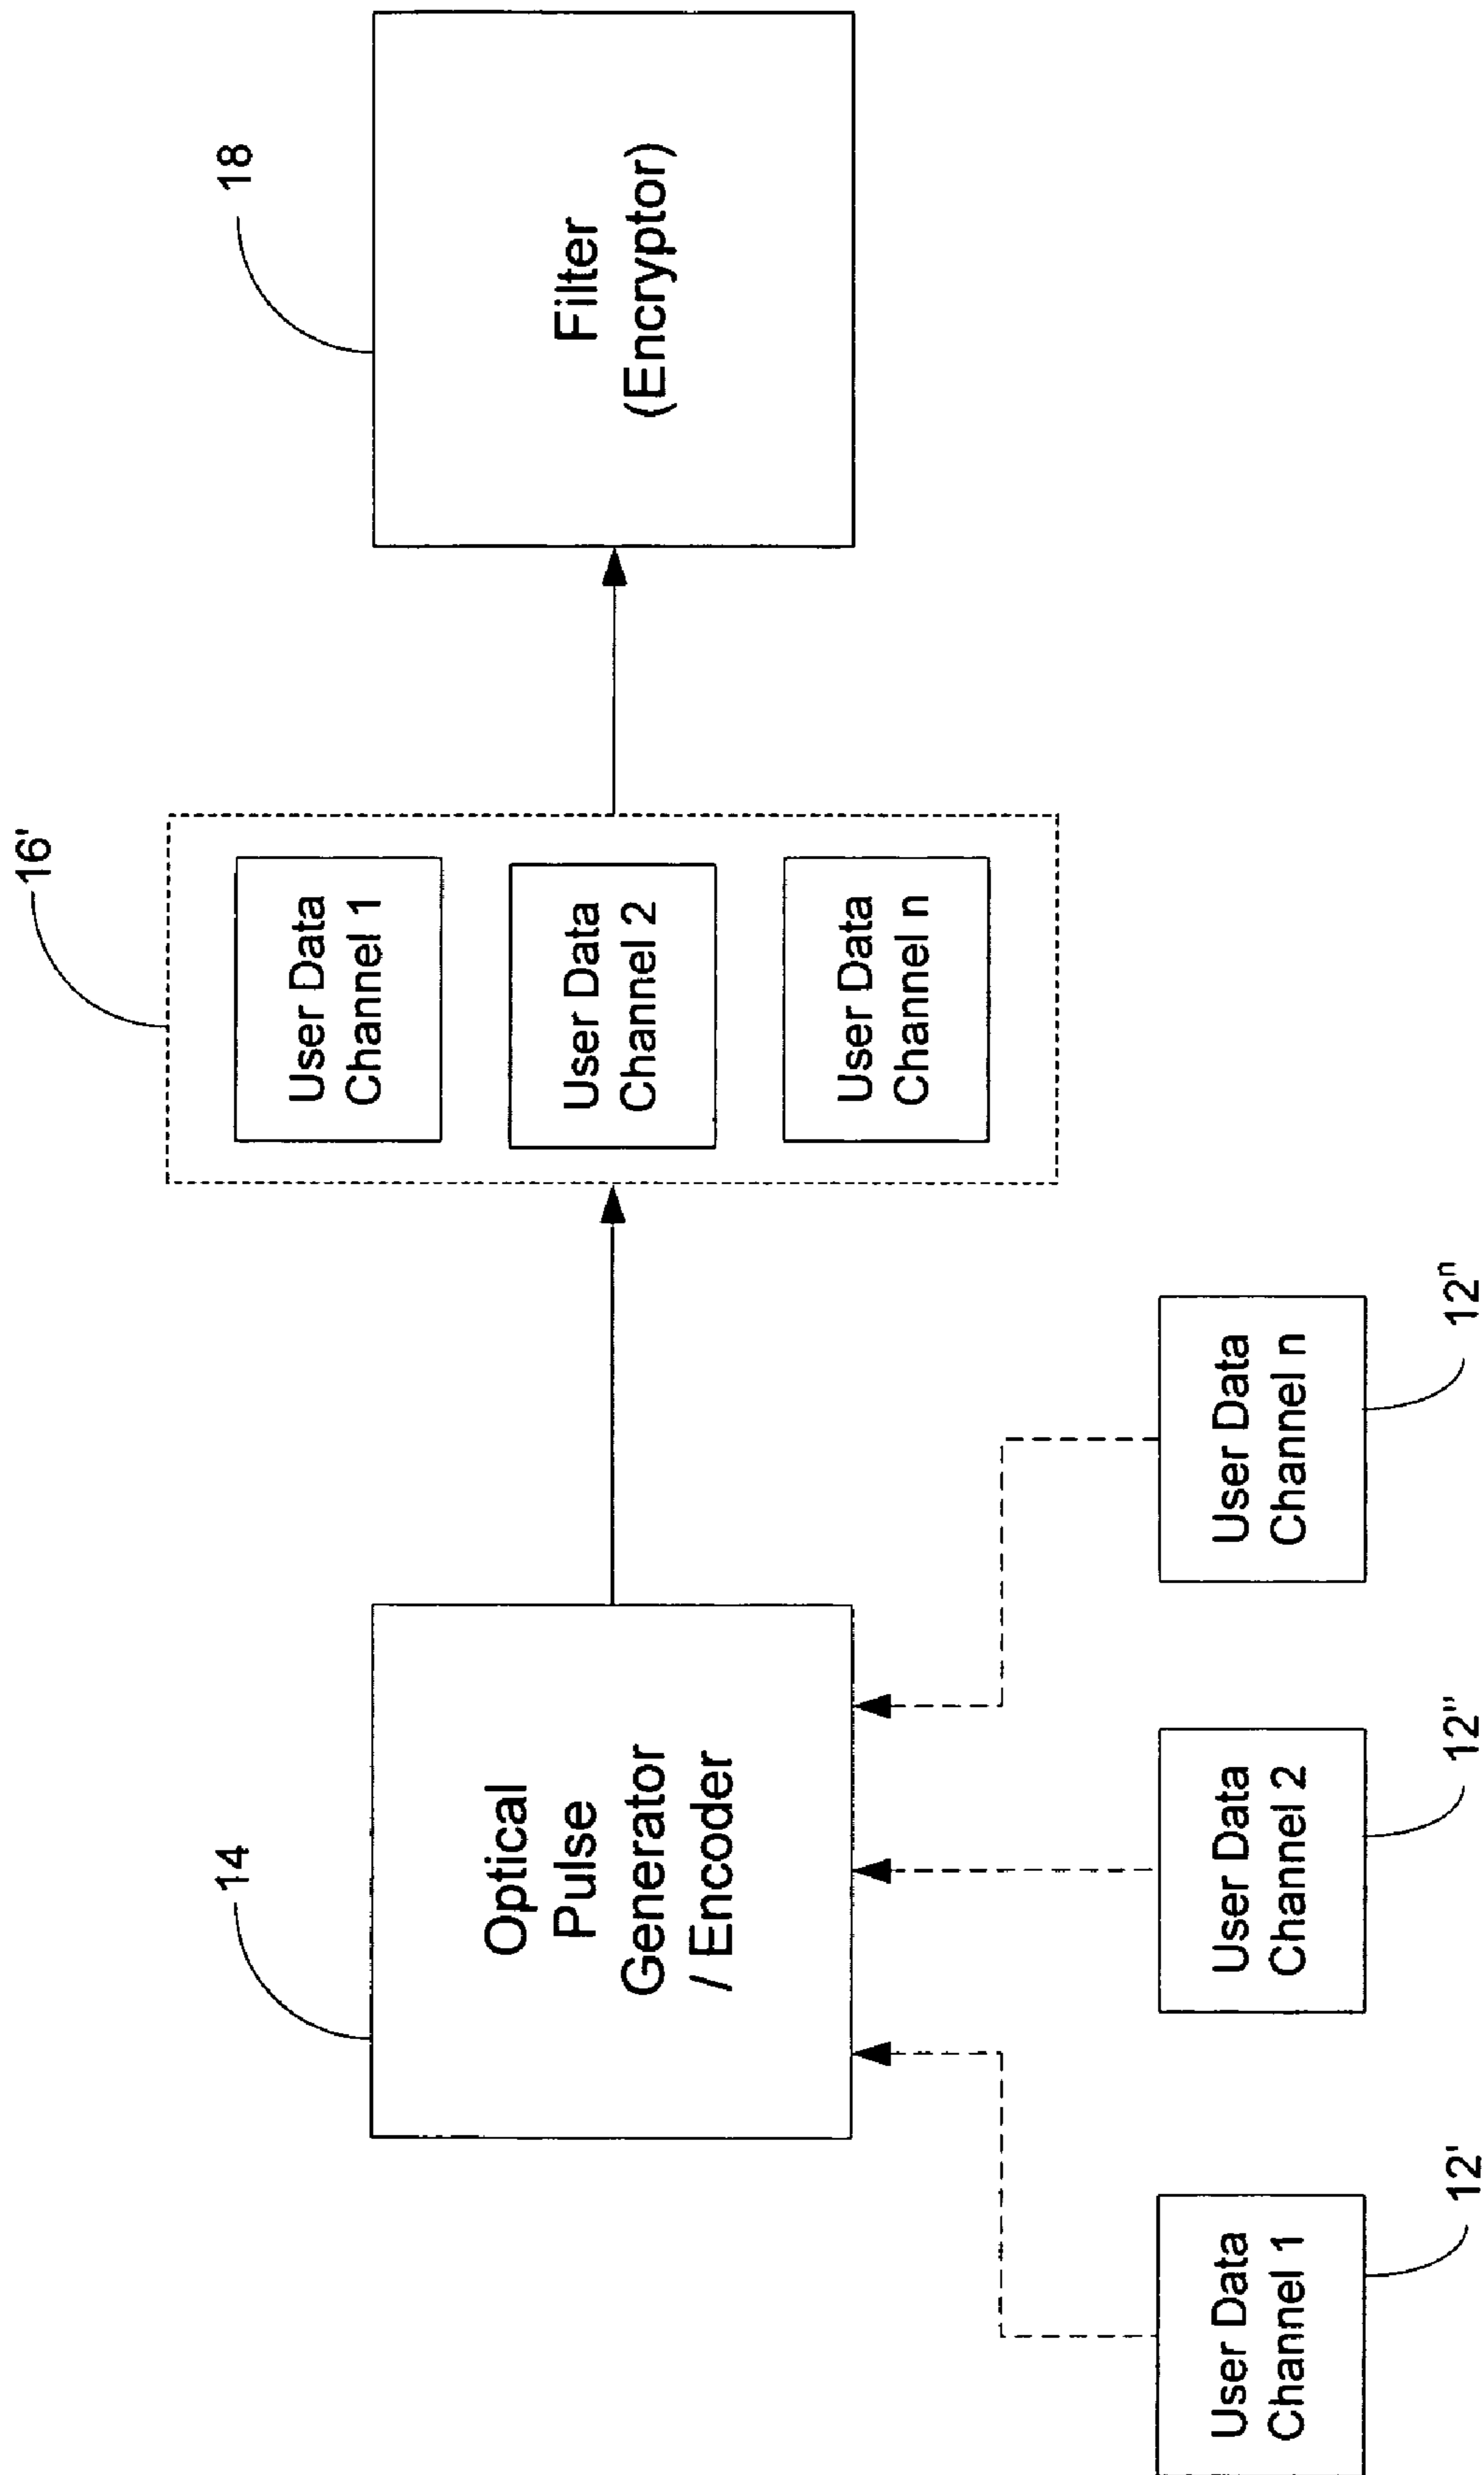 16'
18
14
User Data
Channel 1
User Data
Channel 2
User Data
Channel n
Optical
Pulse
Generator
/ Encoder
Filter
(Encryptor)
User Data
Channel 1
User Data
Channel 2
User Data
Channel n
12'
12"
12ⁿ